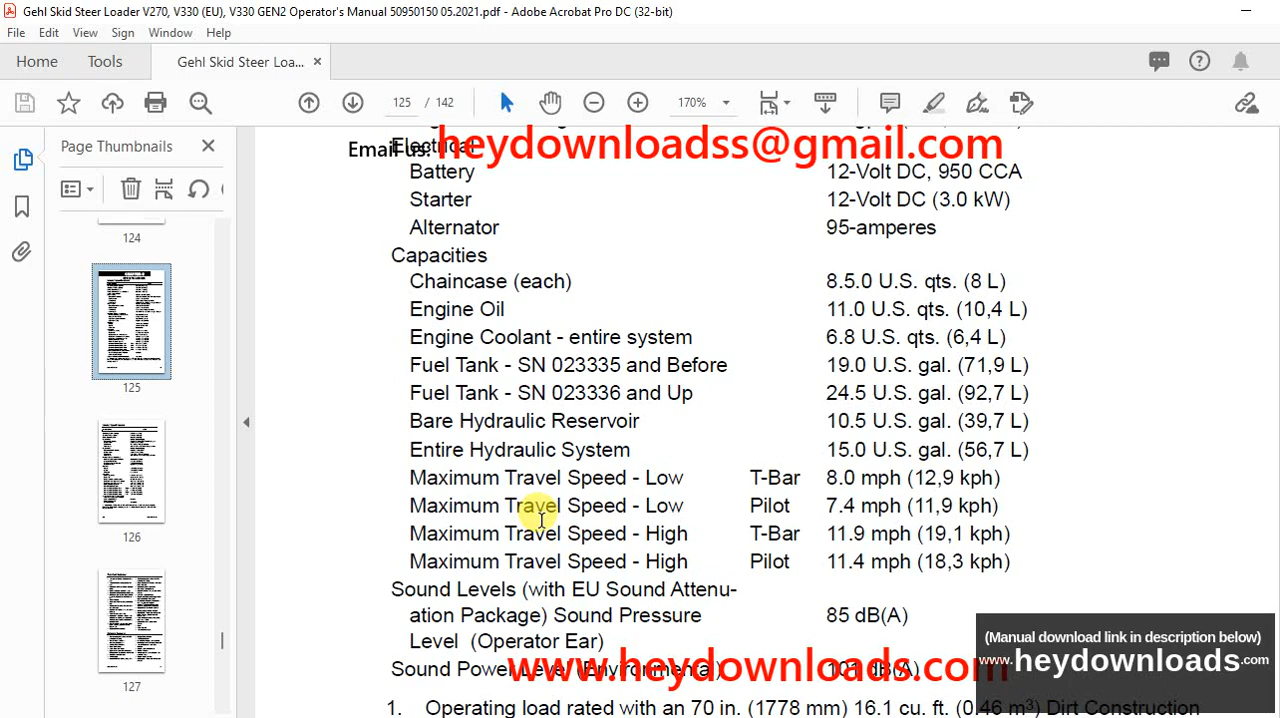 Gehl Skid Steer Loader V270, V330 (EU), V330 GEN2 Operator's Manual 50950150 05.2021.pdf - Adobe Acrobat Pro DC (32-bit)
File Edit View Sign Window Help
Home Tools Gehl Skid Steer Loa... ×
125 / 142 170%
Page Thumbnails
124
125
126
127
Electrical
Email us: heydownloadss@gmail.com
Battery 12-Volt DC, 950 CCA
Starter 12-Volt DC (3.0 kW)
Alternator 95-amperes
Capacities
Chaincase (each) 8.5.0 U.S. qts. (8 L)
Engine Oil 11.0 U.S. qts. (10,4 L)
Engine Coolant - entire system 6.8 U.S. qts. (6,4 L)
Fuel Tank - SN 023335 and Before 19.0 U.S. gal. (71,9 L)
Fuel Tank - SN 023336 and Up 24.5 U.S. gal. (92,7 L)
Bare Hydraulic Reservoir 10.5 U.S. gal. (39,7 L)
Entire Hydraulic System 15.0 U.S. gal. (56,7 L)
Maximum Travel Speed - Low T-Bar 8.0 mph (12,9 kph)
Maximum Travel Speed - Low Pilot 7.4 mph (11,9 kph)
Maximum Travel Speed - High T-Bar 11.9 mph (19,1 kph)
Maximum Travel Speed - High Pilot 11.4 mph (18,3 kph)
Sound Levels (with EU Sound Attenu-
ation Package) Sound Pressure 85 dB(A)
Level (Operator Ear)
Sound Power Level (Environmental) dB(A)
www.heydownloads.com
1. Operating load rated with an 70 in. (1778 mm) 16.1 cu. ft. (0.46 m³) Dirt Construction
(Manual download link in description below)
www.heydownloads.com